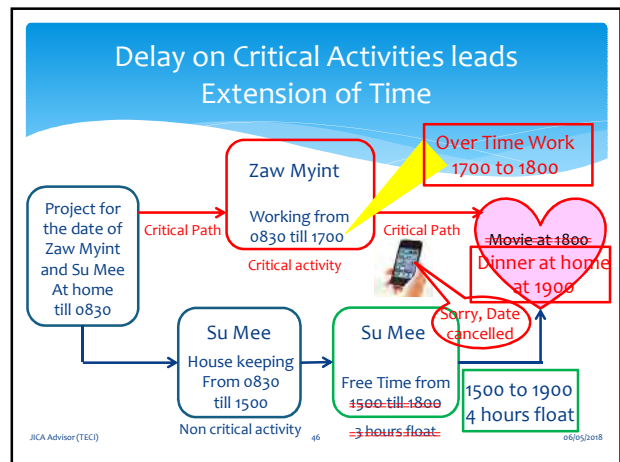 Delay on Critical Activities leads
Extension of Time
Over Time Work
1700 to 1800
Zaw Myint
Working from
0830 till 1700
Critical activity
Project for
the date of
Zaw Myint
and Su Mee
At home
till 0830
Critical Path
Critical Path
Movie at 1800
Dinner at home
at 1900
Sorry, Date
cancelled
Su Mee
House keeping
From 0830
till 1500
Non critical activity
Su Mee
Free Time from
1500 till 1800
3 hours float
1500 to 1900
4 hours float
JICA Advisor (TECI)
46
06/05/2018